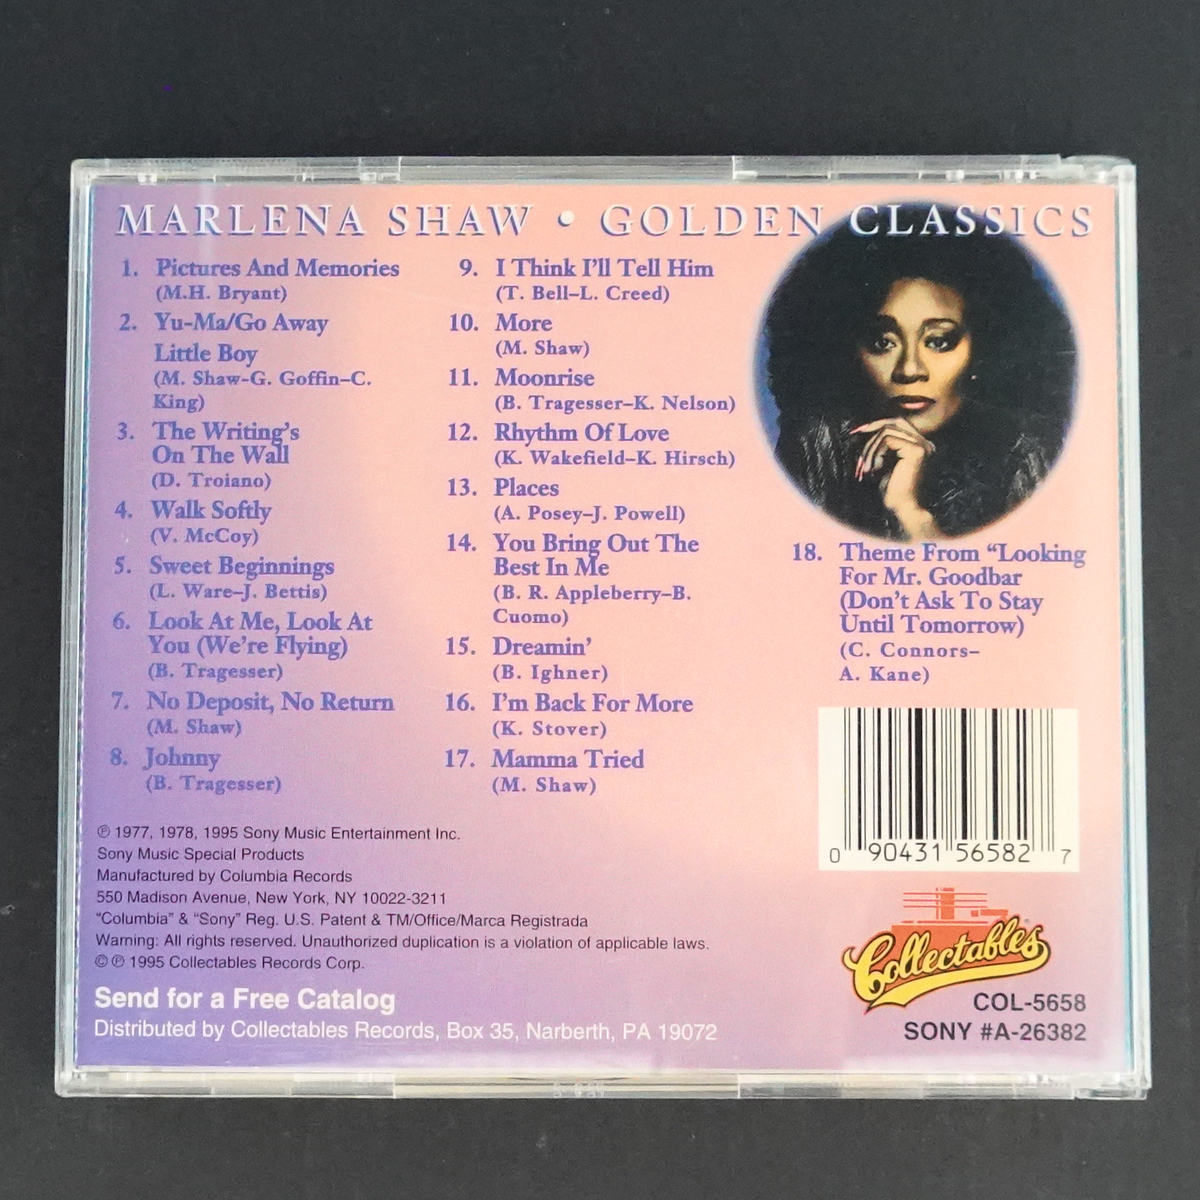 MARLENA SHAW • GOLDEN CLASSICS
1. Pictures And Memories
(M.H. Bryant)
2. Yu-Ma/Go Away
Little Boy
(M. Shaw-G. Goffin–C.
King)
3. The Writing's
On The Wall
(D. Troiano)
4. Walk Softly
(V. McCoy)
5. Sweet Beginnings
(L. Ware–J. Bettis)
6. Look At Me, Look At
You (We're Flying)
(B. Tragesser)
7. No Deposit, No Return
(M. Shaw)
8. Johnny
(B. Tragesser)
9. I Think I'll Tell Him
(T. Bell–L. Creed)
10. More
(M. Shaw)
11. Moonrise
(B. Tragesser–K. Nelson)
12. Rhythm Of Love
(K. Wakefield–K. Hirsch)
13. Places
(A. Posey–J. Powell)
14. You Bring Out The
Best In Me
(B. R. Appleberry–B.
Cuomo)
15. Dreamin'
(B. Ighner)
16. I'm Back For More
(K. Stover)
17. Mamma Tried
(M. Shaw)
18. Theme From “Looking
For Mr. Goodbar
(Don't Ask To Stay
Until Tomorrow)
(C. Connors–
A. Kane)
0 90431 56582 7
℗ 1977, 1978, 1995 Sony Music Entertainment Inc.
Sony Music Special Products
Manufactured by Columbia Records
550 Madison Avenue, New York, NY 10022-3211
“Columbia” & “Sony” Reg. U.S. Patent & TM/Office/Marca Registrada
Warning: All rights reserved. Unauthorized duplication is a violation of applicable laws.
© ℗ 1995 Collectables Records Corp.
Send for a Free Catalog
Distributed by Collectables Records, Box 35, Narberth, PA 19072
Collectables
COL-5658
SONY #A-26382